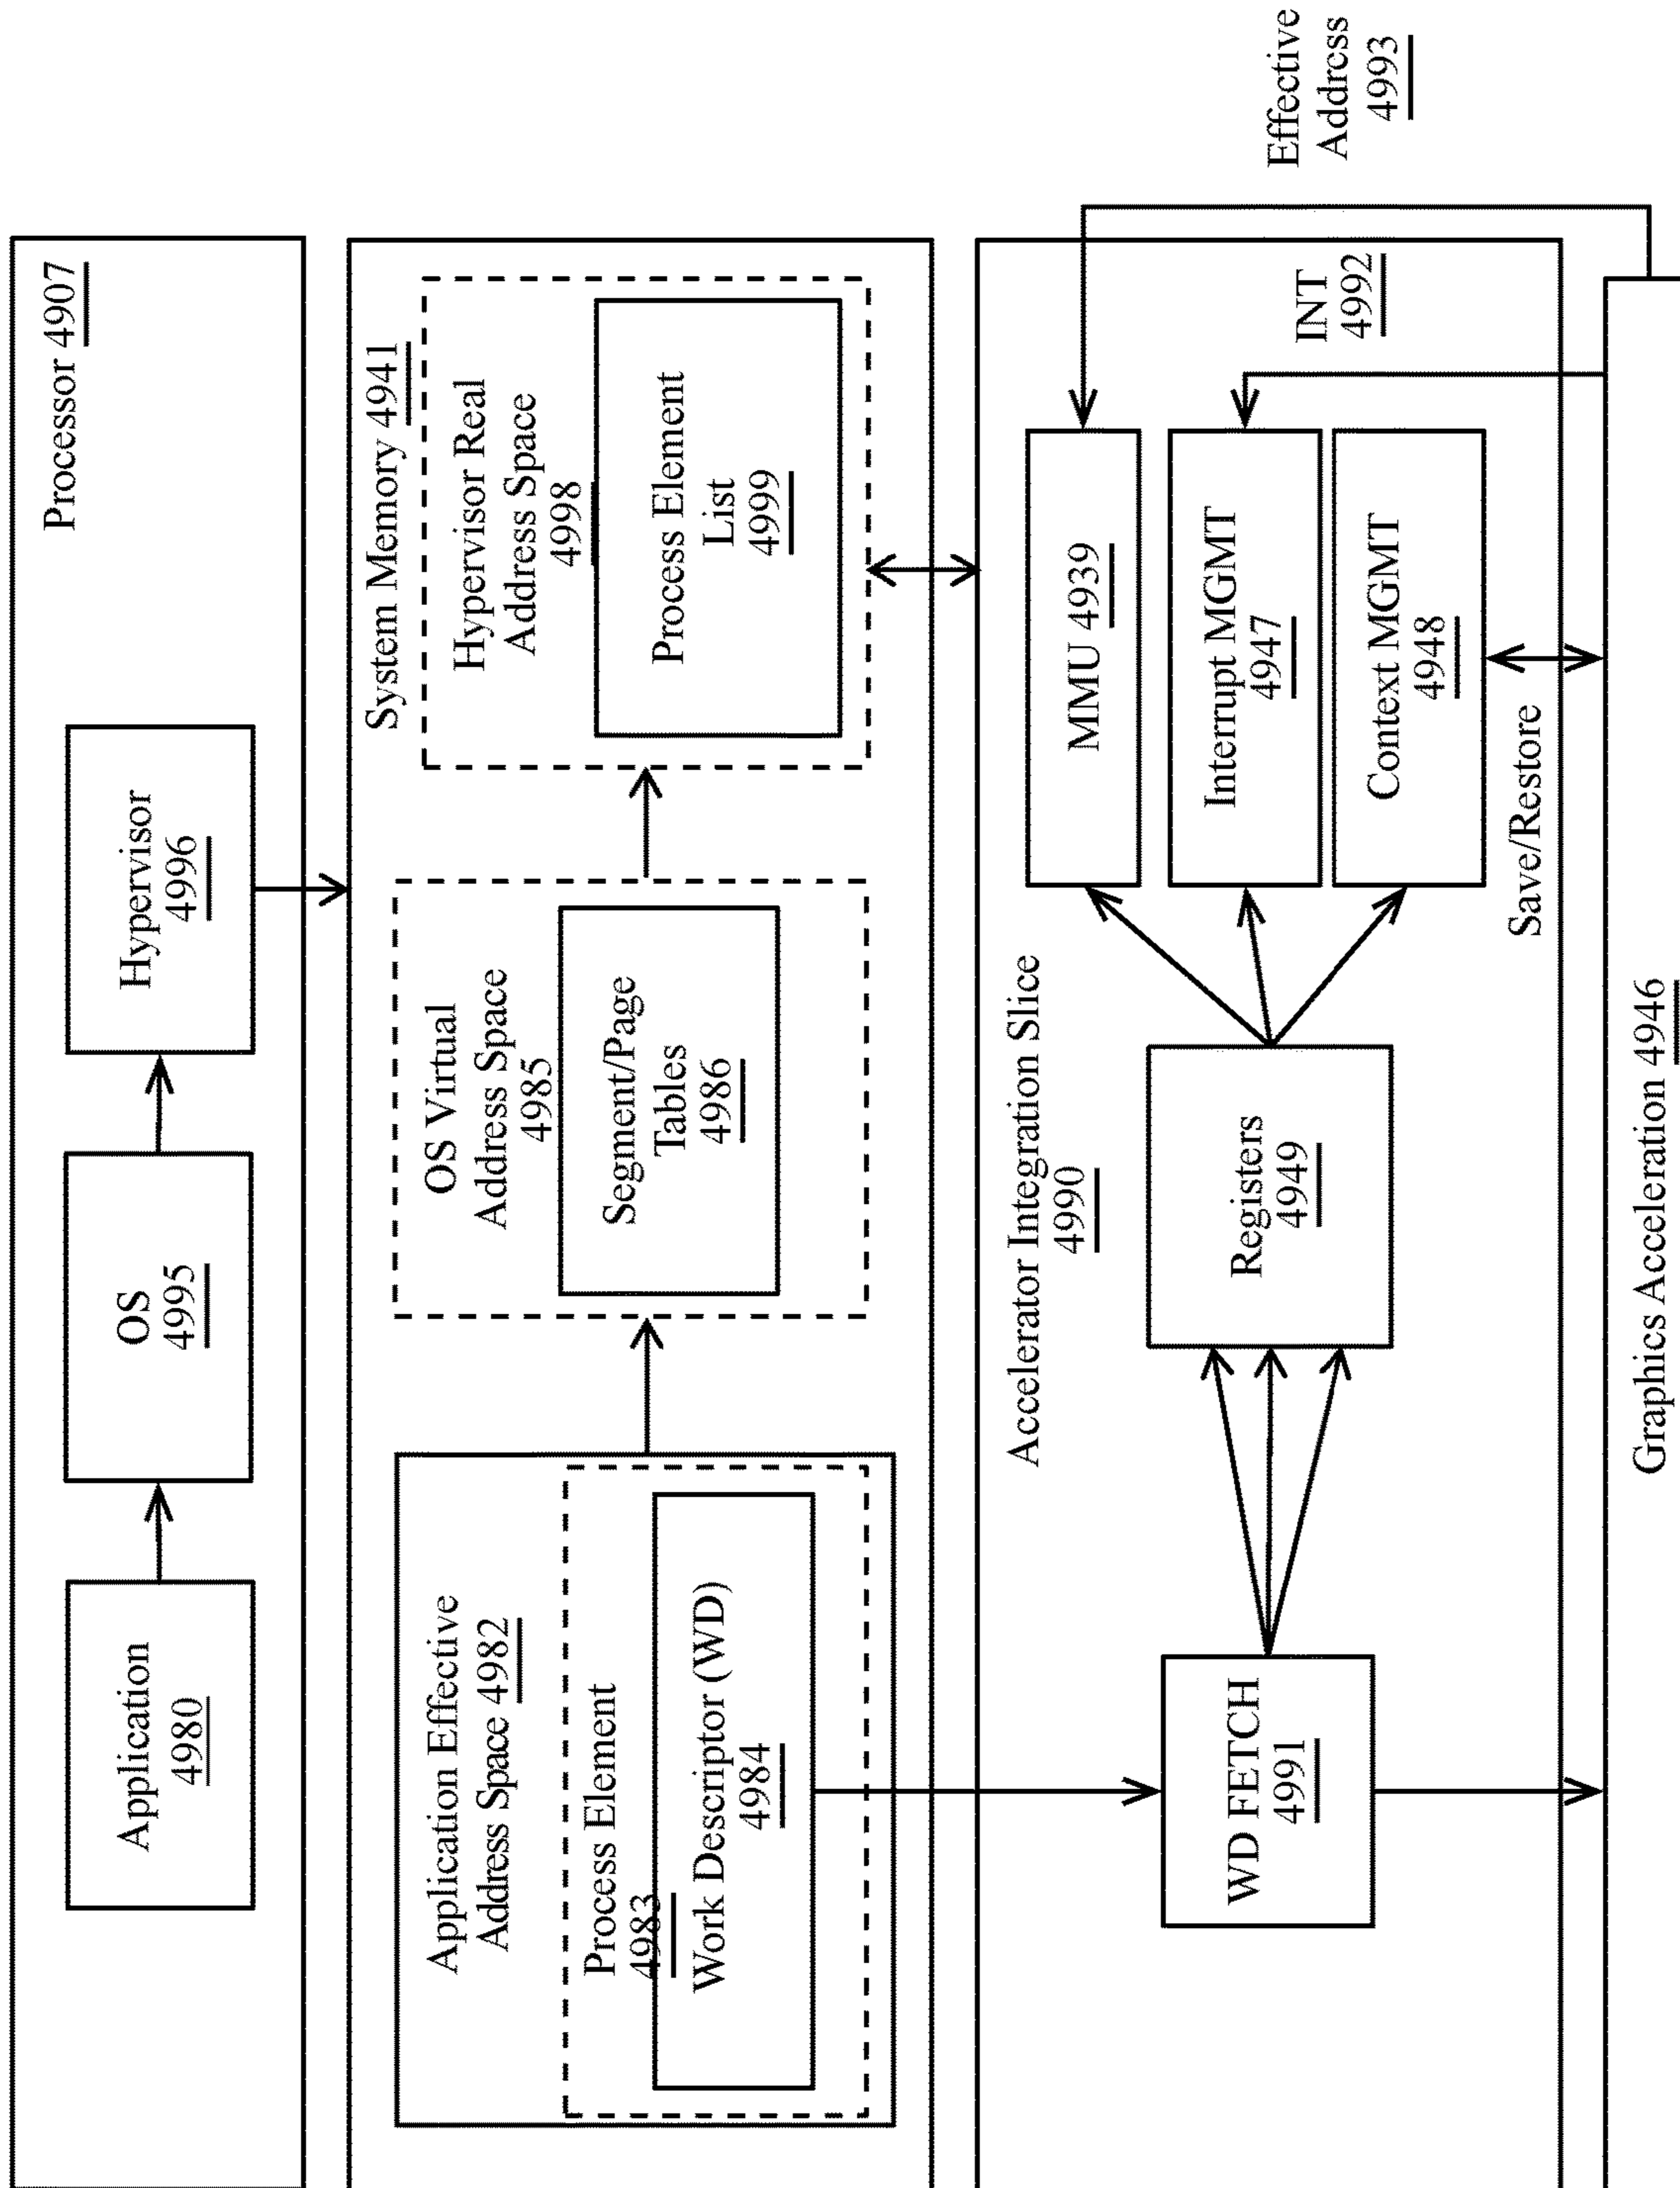 Processor 4907
Application
4980
OS
4995
Hypervisor
4996
System Memory 4941
Application Effective
Address Space 4982
Process Element
4983
Work Descriptor (WD)
4984
OS Virtual
Address Space
4985
Segment/Page
Tables
4986
Hypervisor Real
Address Space
4998
Process Element
List
4999
Accelerator Integration Slice
4990
WD FETCH
4991
Registers
4949
MMU 4939
Interrupt MGMT
4947
Context MGMT
4948
INT
4992
Effective
Address
4993
Save/Restore
Graphics Acceleration 4946